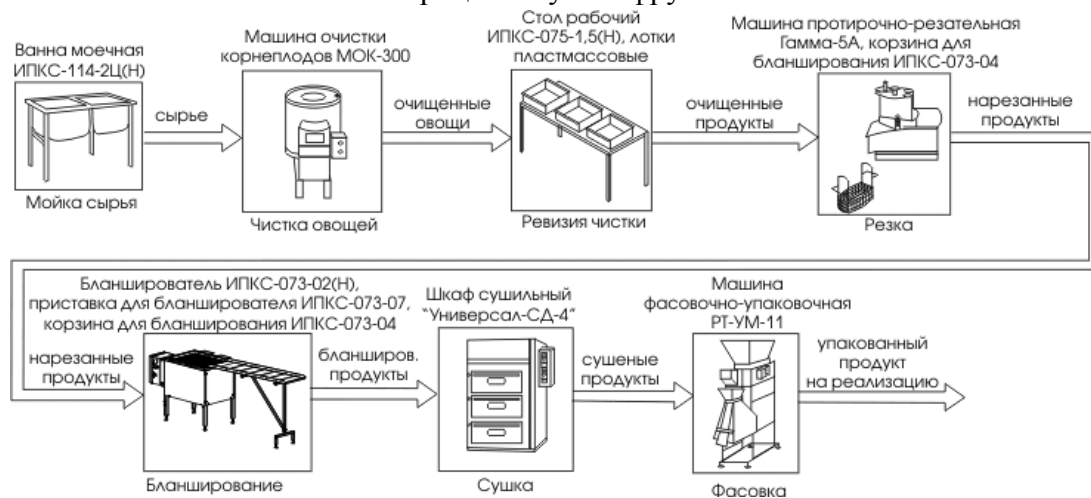 Ванна моечная
ИПКС-114-2Ц(Н)
Мойка сырья
сырье
Машина очистки
корнеплодов МОК-300
Чистка овощей
очищенные
овощи
Стол рабочий
ИПКС-075-1,5(Н), лотки
пластмассовые
Ревизия чистки
очищенные
продукты
Машина протирочно-резательная
Гамма-5А, корзина для
бланширования ИПКС-073-04
Резка
нарезанные
продукты
нарезанные
продукты
Бланширователь ИПКС-073-02(Н),
приставка для бланширователя ИПКС-073-07,
корзина для бланширования ИПКС-073-04
Бланширование
бланширов.
продукты
Шкаф сушильный
"Универсал-СД-4"
Сушка
сушеные
продукты
Машина
фасовочно-упаковочная
РТ-УМ-11
Фасовка
упакованный
продукт
на реализацию